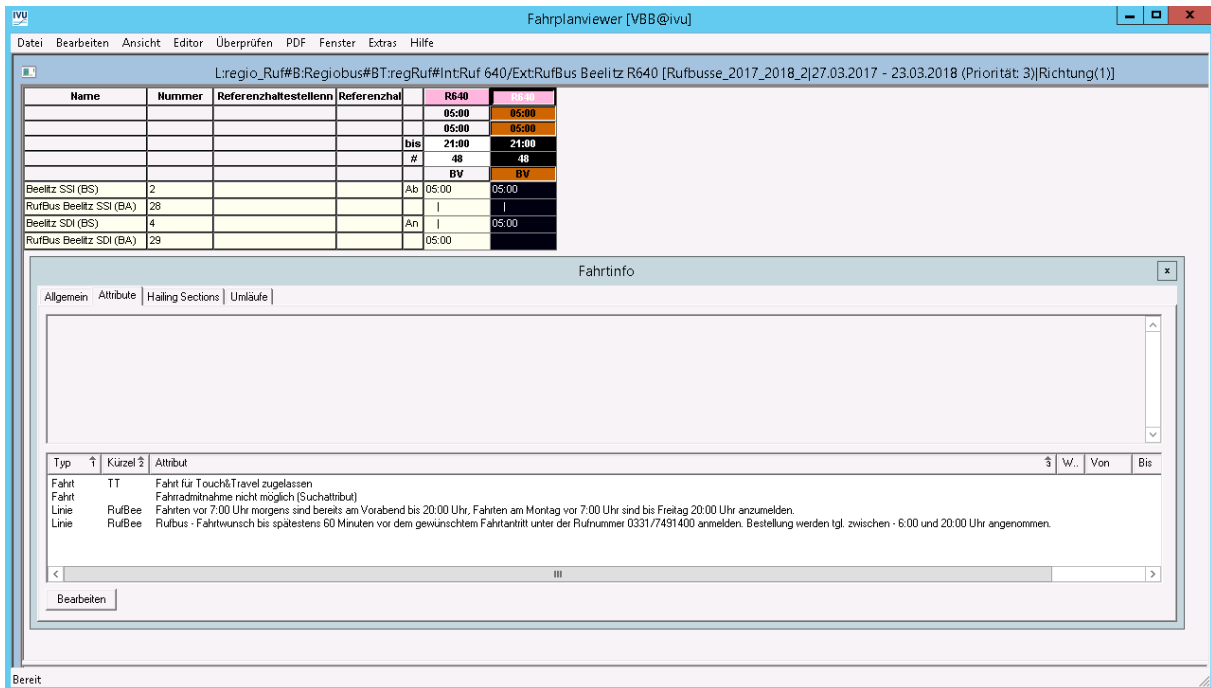 IVU
Fahrplanviewer [VBB@ivu]
Datei Bearbeiten Ansicht Editor Überprüfen PDF Fenster Extras Hilfe
L:regio_Ruf#B:Regiobus#BT:regRuf#Int:Ruf 640/Ext:RufBus Beelitz R640 [Rufbusse_2017_2018_2|27.03.2017 - 23.03.2018 (Priorität: 3)|Richtung(1)]
Name Nummer Referenzhaltestellenn Referenzhal R640 R640
05:00 05:00
05:00 05:00
bis 21:00 21:00
# 48 48
BV BV
Beelitz SSI (BS) 2 Ab 05:00 05:00
RufBus Beelitz SSI (BA) 28 | |
Beelitz SDI (BS) 4 An | 05:00
RufBus Beelitz SDI (BA) 29 05:00
Fahrtinfo
Allgemein Attribute Hailing Sections Umläufe
Typ 1 Kürzel 2 Attribut 3 W.. Von Bis
Fahrt TT Fahrt für Touch&Travel zugelassen
Fahrt Fahrradmitnahme nicht möglich (Suchattribut)
Linie RufBee Fahrten vor 7:00 Uhr morgens sind bereits am Vorabend bis 20:00 Uhr, Fahrten am Montag vor 7:00 Uhr sind bis Freitag 20:00 Uhr anzumelden.
Linie RufBee Rufbus - Fahrtwunsch bis spätestens 60 Minuten vor dem gewünschtem Fahrtantritt unter der Rufnummer 0331/7491400 anmelden. Bestellung werden tgl. zwischen - 6:00 und 20:00 Uhr angenommen.
Bearbeiten
Bereit